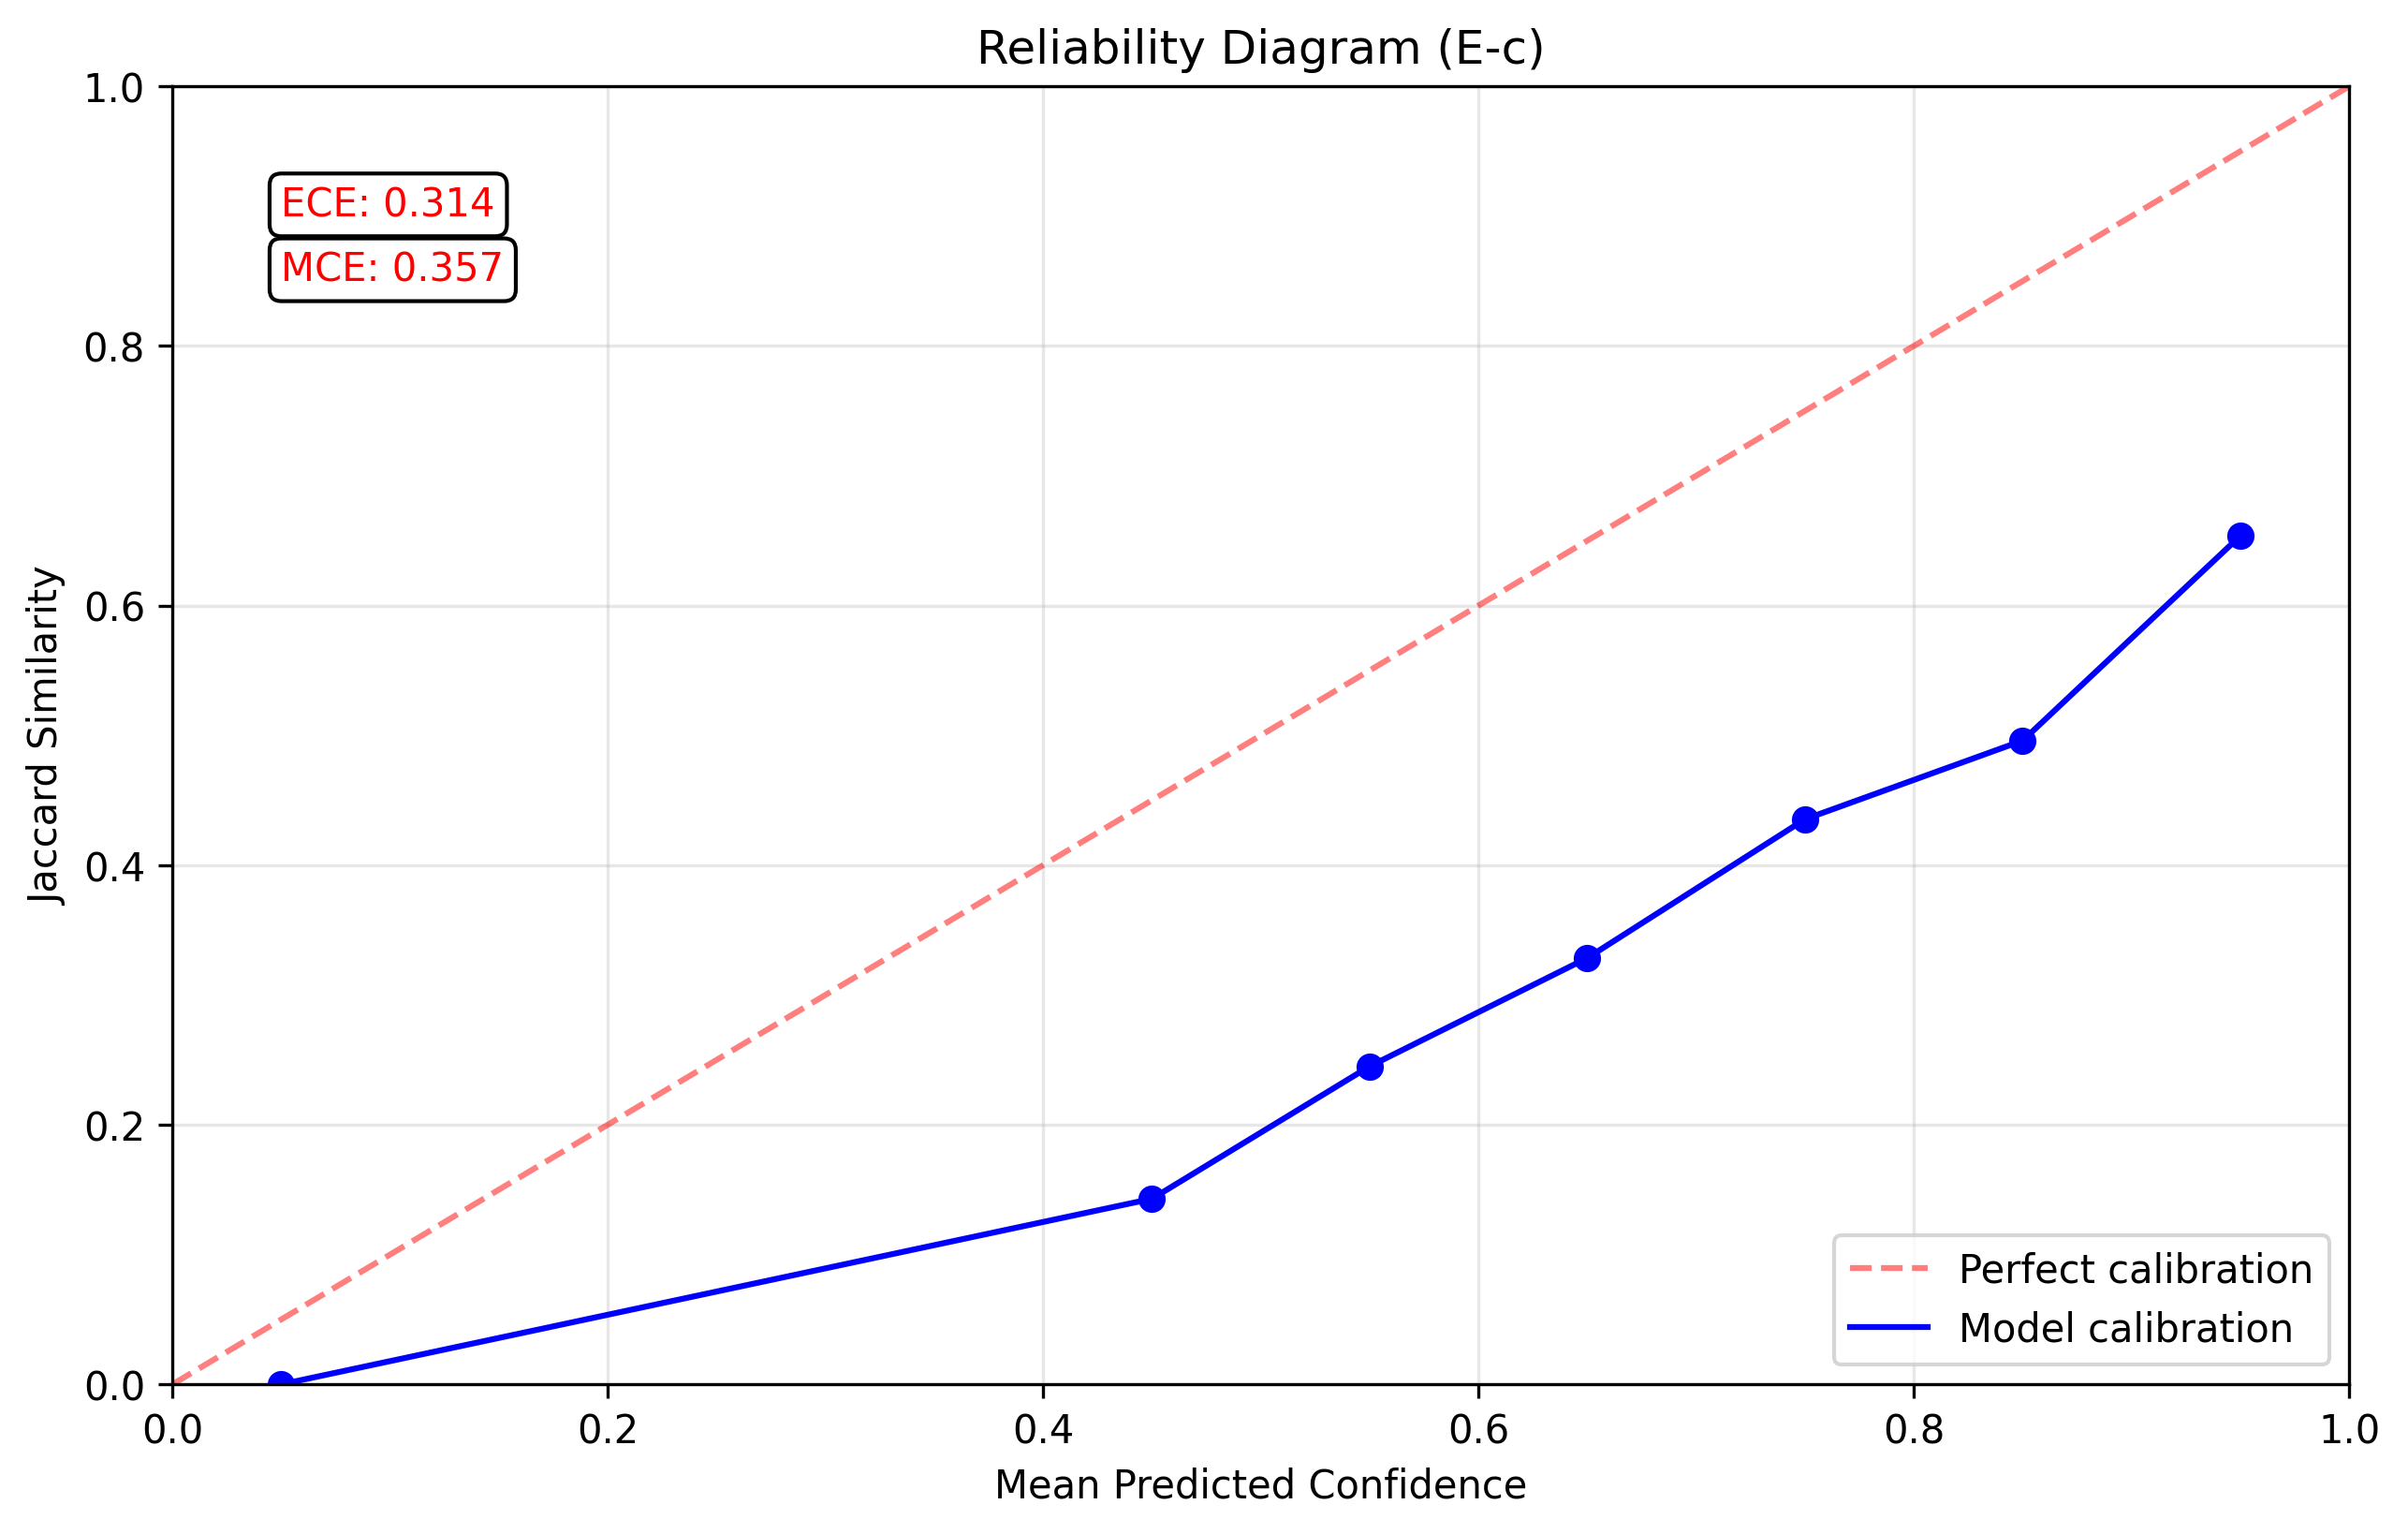 Reliability Diagram (E-c)
1.0
0.8
0.6
0.4
0.2
0.0
Jaccard Similarity
ECE: 0.314
MCE: 0.357
Perfect calibration
Model calibration
0.0 0.2 0.4 0.6 0.8 1.0
Mean Predicted Confidence